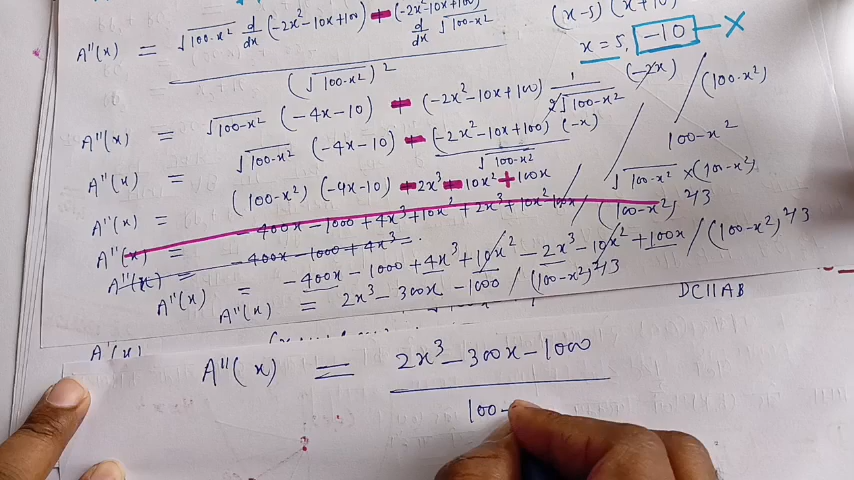 A''(x) = √100-x² d/dx (-2x²-10x+100) - (-2x²-10x+100) d/dx √100-x²
(√100-x²)²
(x-5) (x+10)
x = 5, -10 — X
A''(x) = √100-x² (-4x-10) - (-2x²-10x+100) 1/2√100-x² (-2x) / (100-x²)
A''(x) = √100-x² (-4x-10) - (-2x²-10x+100) (-x) / √100-x² / 100-x²
A''(x) = (100-x²) (-4x-10) - 2x³ - 10x² + 100x / √100-x² × (100-x²)
A''(x) = -400x - 1000 + 4x³ + 10x² + 2x³ + 10x² 100x / (100-x²)^2/3
A''(x) = -400x - 1000 + 4x³ =
A''(x) = -400x - 1000 + 4x³ + 10x² - 2x³ - 10x² + 100x / (100-x²)^2/3
A''(x) = 2x³ - 300x - 1000 / (100-x²)^2/3
DC11AB
A'(x)
A''(x) = 2x³ - 300x - 1000
100-